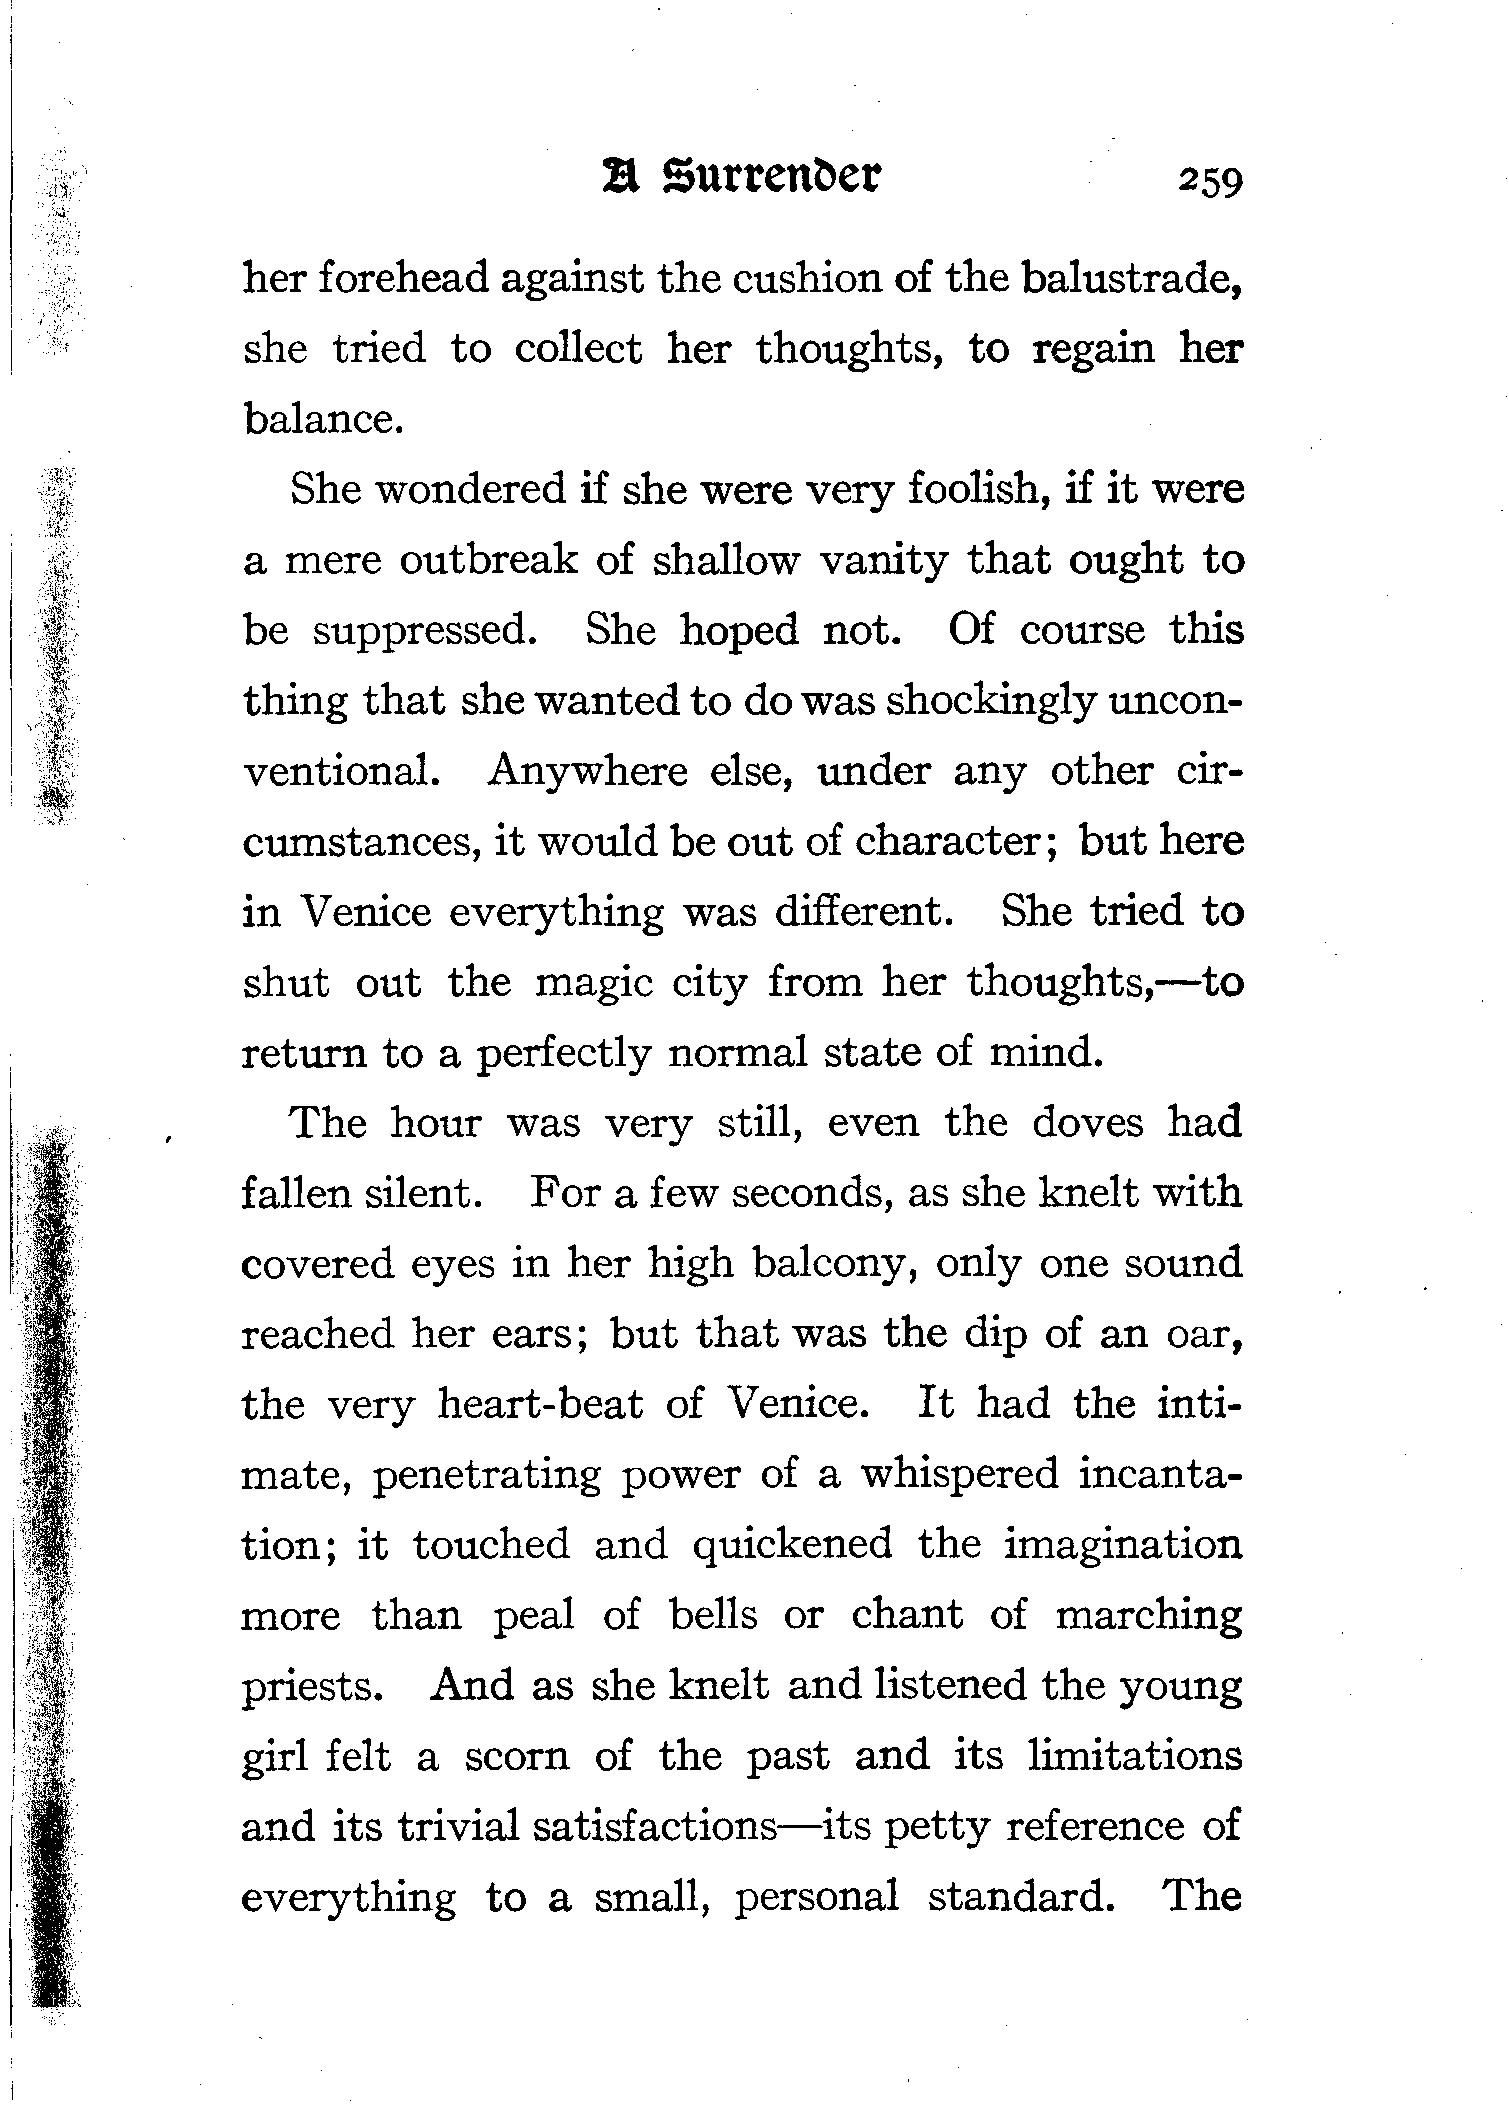 A Surrender 259
her forehead against the cushion of the balustrade,
she tried to collect her thoughts, to regain her
balance.
She wondered if she were very foolish, if it were
a mere outbreak of shallow vanity that ought to
be suppressed. She hoped not. Of course this
thing that she wanted to do was shockingly uncon-
ventional. Anywhere else, under any other cir-
cumstances, it would be out of character; but here
in Venice everything was different. She tried to
shut out the magic city from her thoughts,—to
return to a perfectly normal state of mind.
The hour was very still, even the doves had
fallen silent. For a few seconds, as she knelt with
covered eyes in her high balcony, only one sound
reached her ears; but that was the dip of an oar,
the very heart-beat of Venice. It had the inti-
mate, penetrating power of a whispered incanta-
tion; it touched and quickened the imagination
more than peal of bells or chant of marching
priests. And as she knelt and listened the young
girl felt a scorn of the past and its limitations
and its trivial satisfactions—its petty reference of
everything to a small, personal standard. The